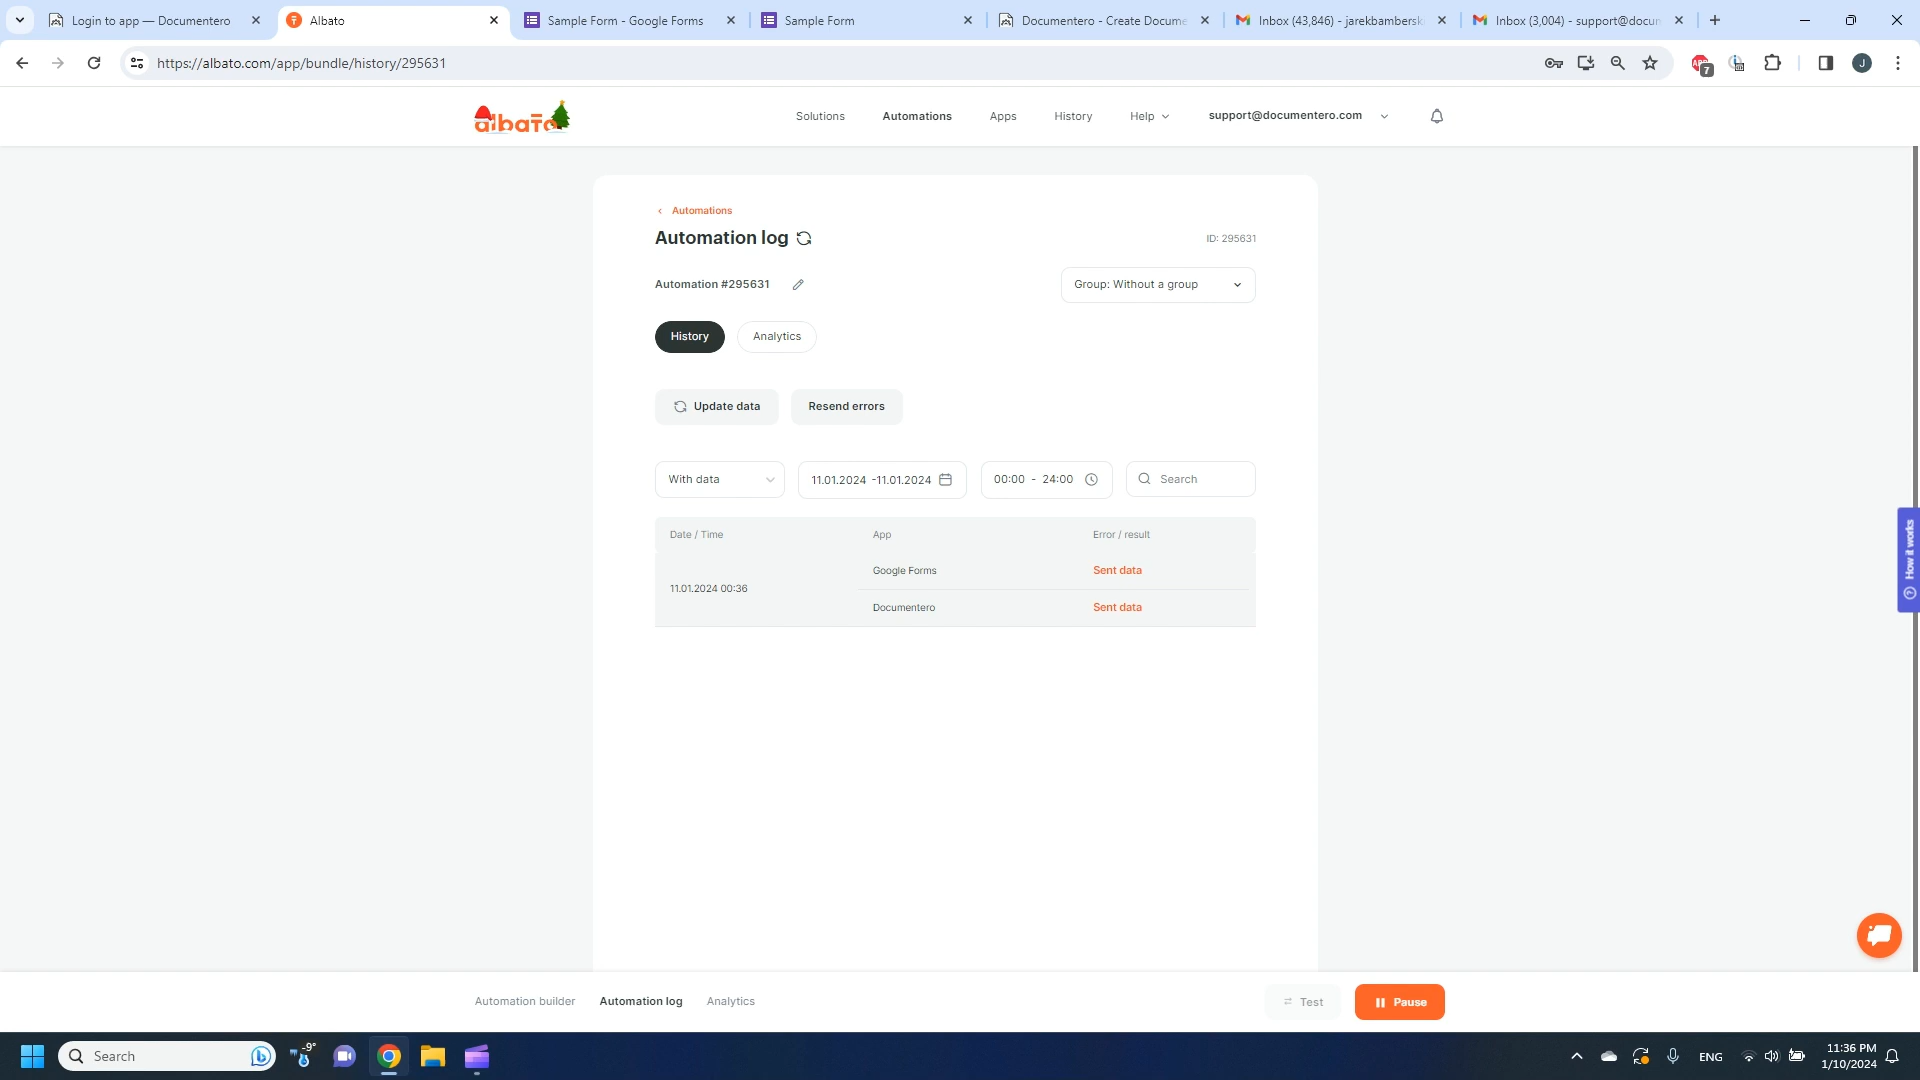 Login to app — Documentero
Albato
Sample Form - Google Forms
Sample Form
Documentero - Create Docume
Inbox (43,846) - jarekbambersk
Inbox (3,004) - support@docum
https://albato.com/app/bundle/history/295631
7
J
albato
Solutions
Automations
Apps
History
Help
support@documentero.com
Automations
Automation log
ID: 295631
Automation #295631
Group: Without a group
History
Analytics
Update data
Resend errors
With data
11.01.2024 -11.01.2024
00:00 - 24:00
Search
Date / Time
App
Error / result
11.01.2024 00:36
Google Forms
Sent data
Documentero
Sent data
How it works
Automation builder
Automation log
Analytics
Test
Pause
Search
-9°
ENG
11:36 PM
1/10/2024